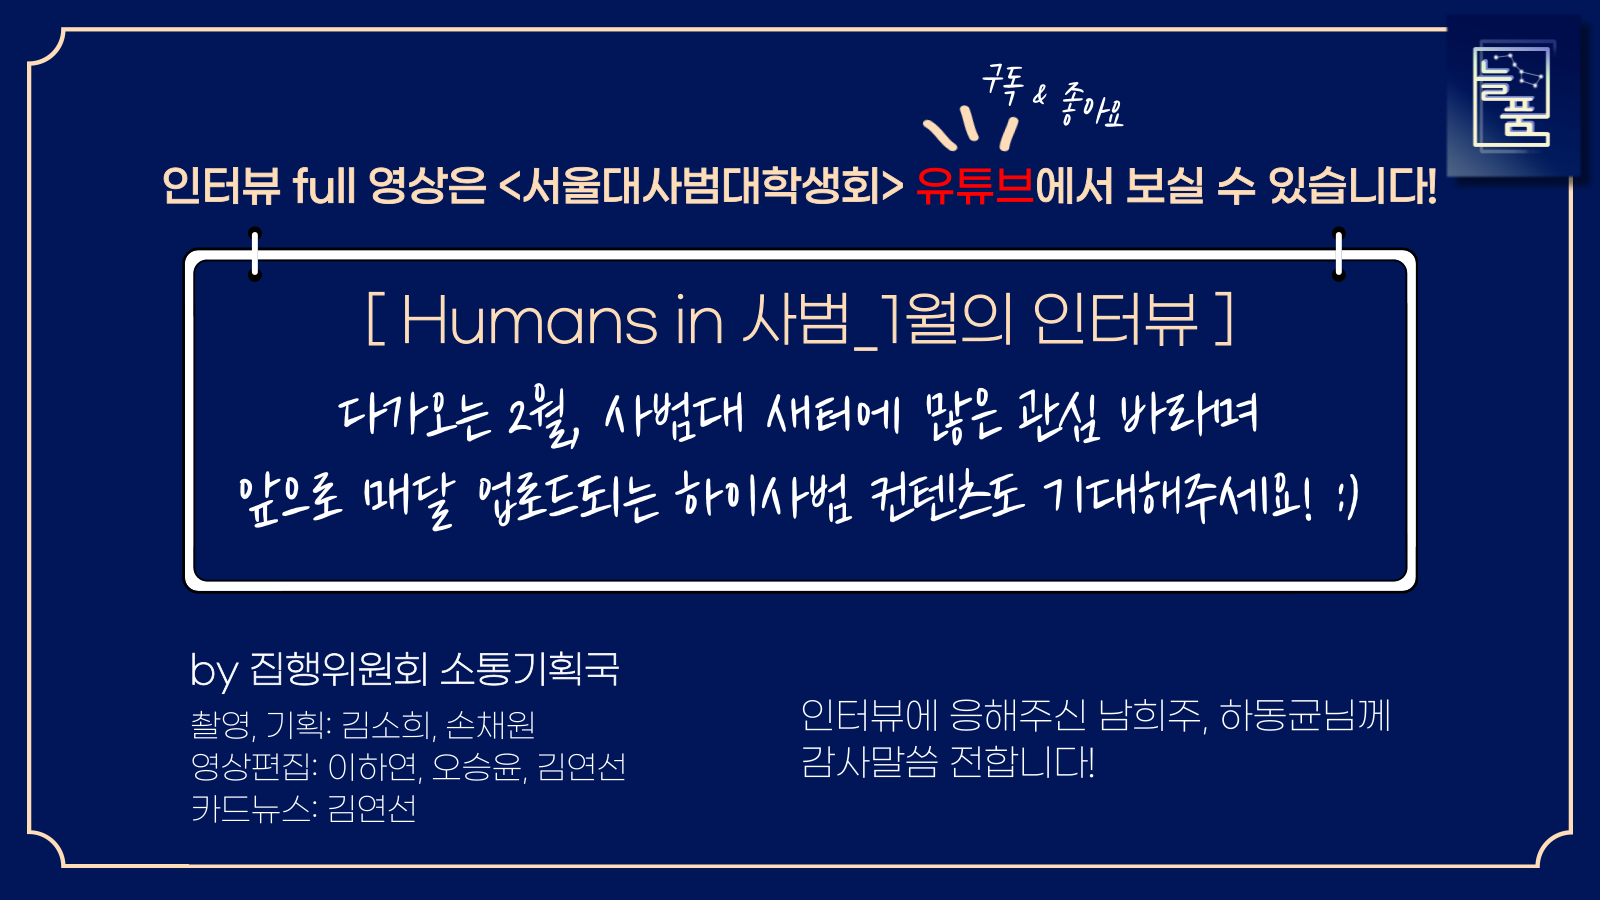 구독 & 좋아요
늘
품
인터뷰 full 영상은 <서울대사범대학생회> 유튜브에서 보실 수 있습니다!
[ Humans in 사범_1월의 인터뷰 ]
다가오는 2월, 사범대 새터에 많은 관심 바라며
앞으로 매달 업로드되는 하이사범 컨텐츠도 기대해주세요! :)
by 집행위원회 소통기획국
촬영, 기획: 김소희, 손채원
영상편집: 이하연, 오승윤, 김연선
카드뉴스: 김연선
인터뷰에 응해주신 남희주, 하동균님께
감사말씀 전합니다!